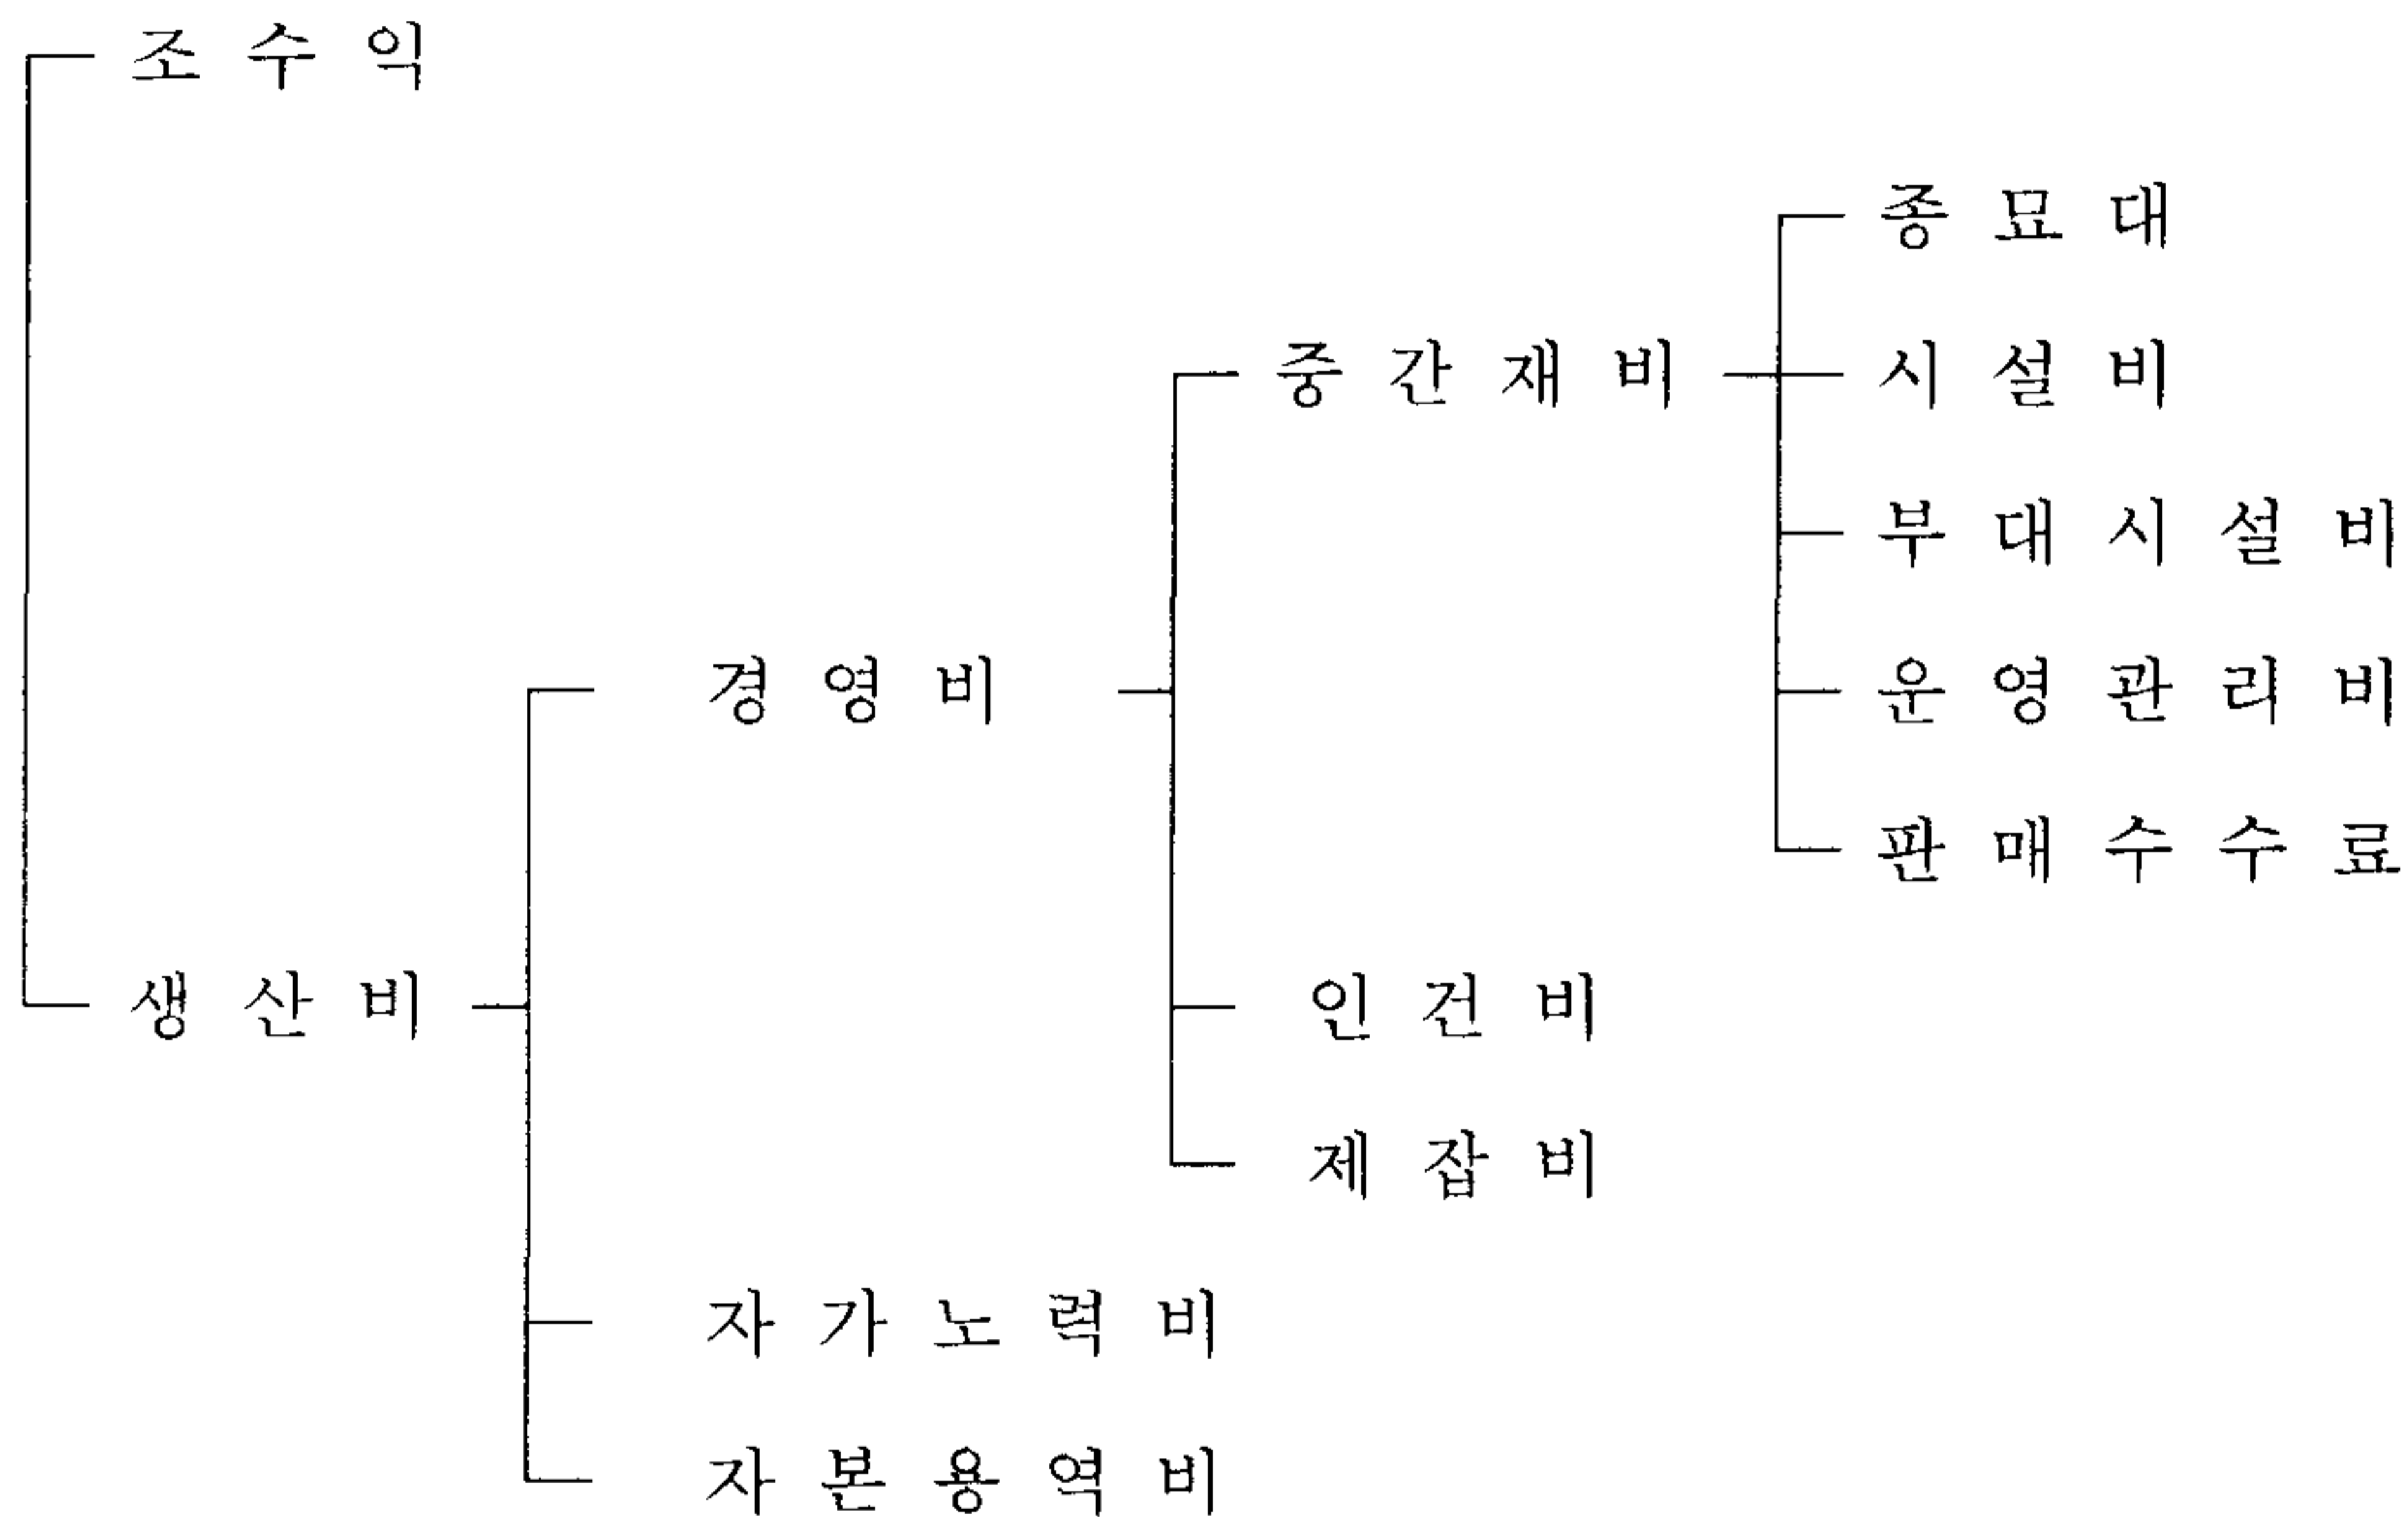 조 수 익
종 묘 대
중 간 재 비
시 설 비
부 대 시 설 비
경 영 비
운 영 관 리 비
판 매 수 수 료
생 산 비
인 건 비
제 잡 비
자 가 노 력 비
자 본 용 역 비